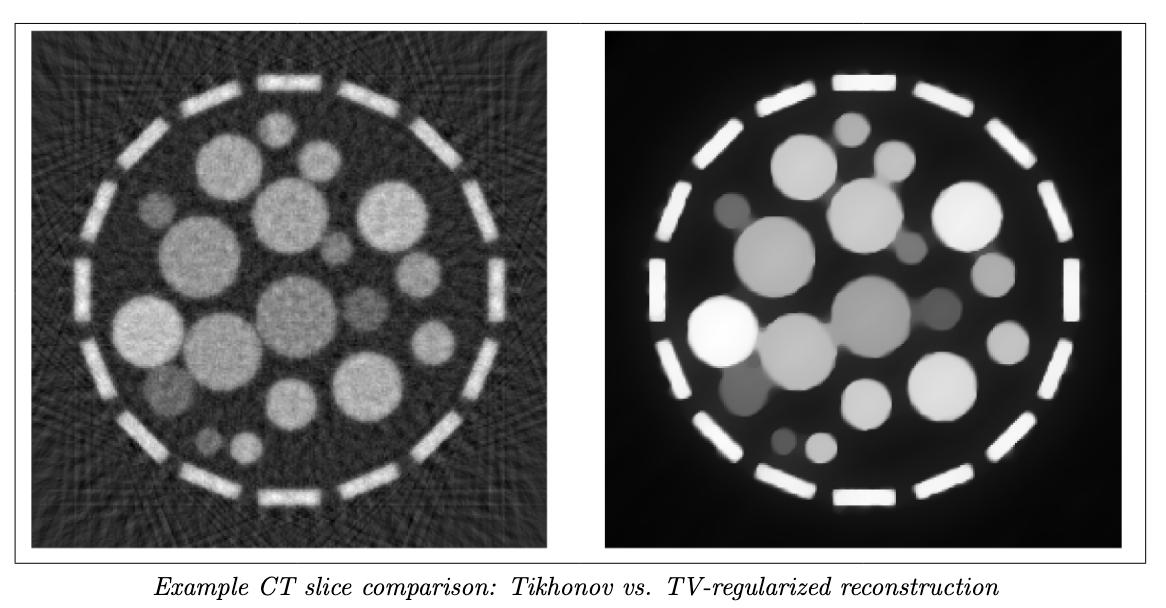 Example CT slice comparison: Tikhonov vs. TV-regularized reconstruction